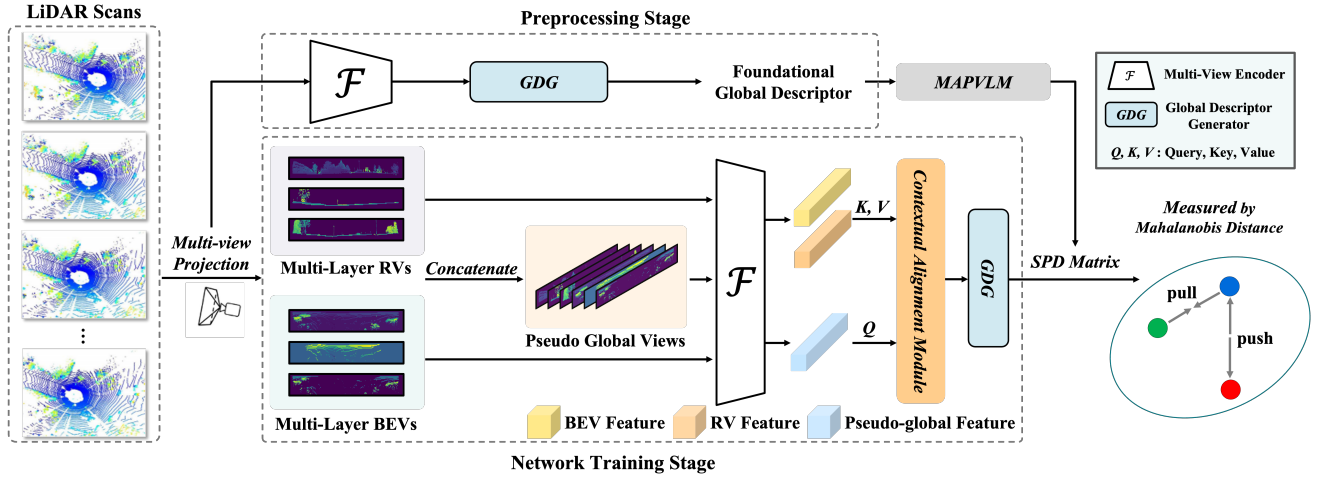 LiDAR Scans
Preprocessing Stage
ℱ
GDG
Foundational
Global Descriptor
MAPVLM
ℱ
Multi-View Encoder
GDG
Global Descriptor
Generator
Q, K, V : Query, Key, Value
Multi-view
Projection
Multi-Layer RVs
Concatenate
Pseudo Global Views
Multi-Layer BEVs
ℱ
K, V
Q
Contextual Alignment Module
GDG
SPD Matrix
Measured by
Mahalanobis Distance
pull
push
BEV Feature
RV Feature
Pseudo-global Feature
Network Training Stage